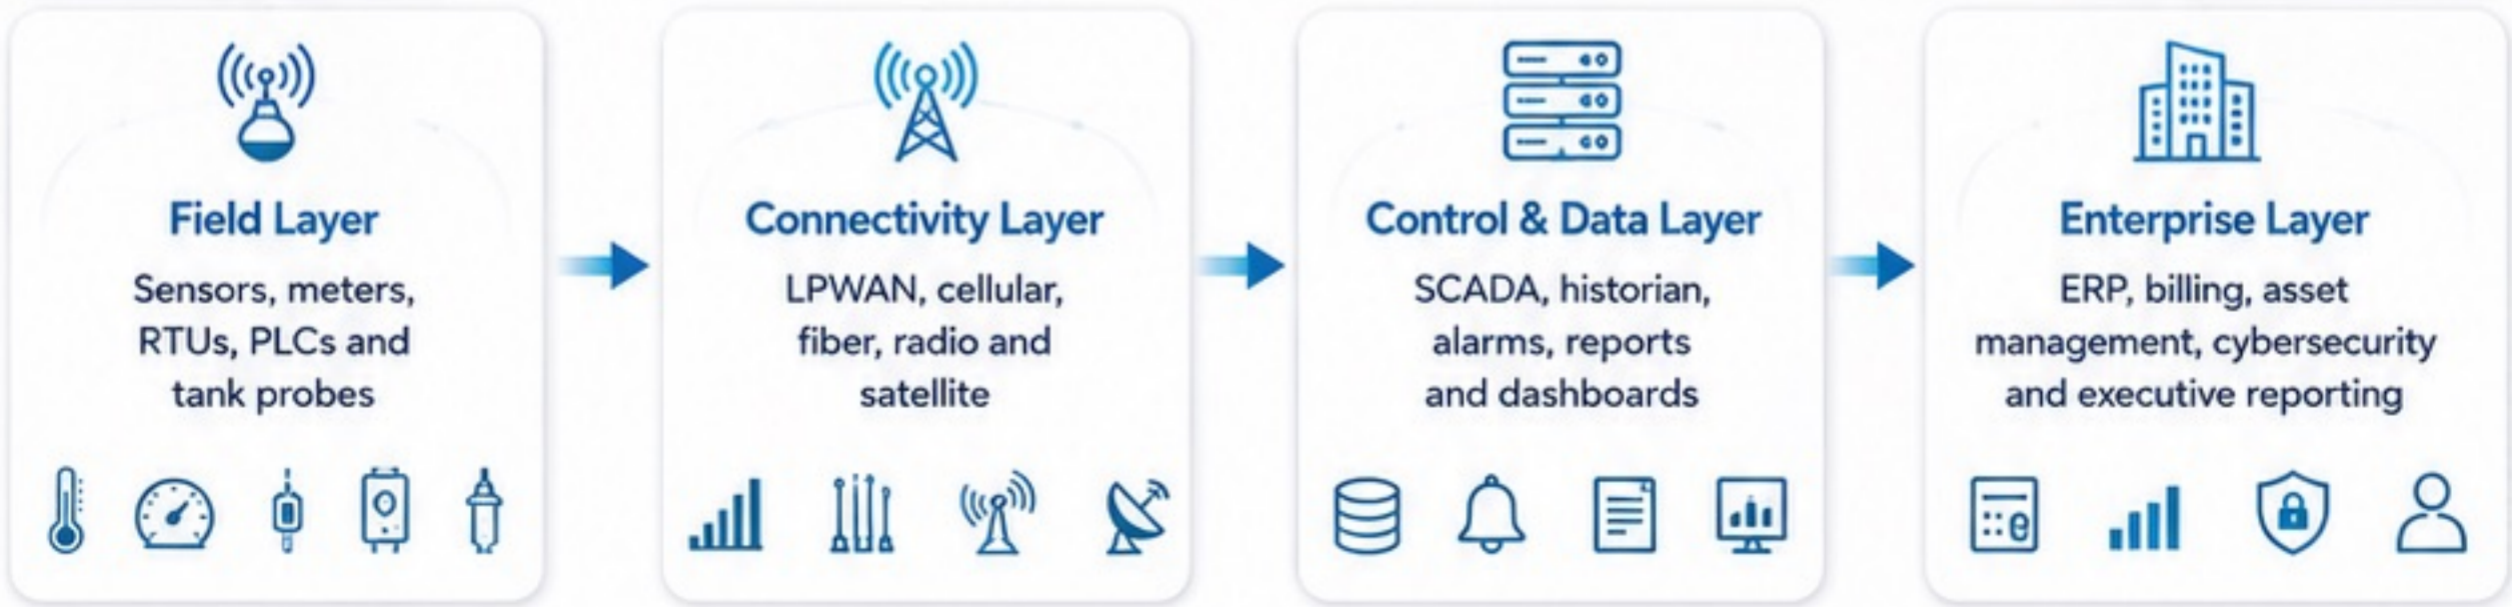 Field Layer
Sensors, meters,
RTUs, PLCs and
tank probes
Connectivity Layer
LPWAN, cellular,
fiber, radio and
satellite
Control & Data Layer
SCADA, historian,
alarms, reports
and dashboards
Enterprise Layer
ERP, billing, asset
management, cybersecurity
and executive reporting